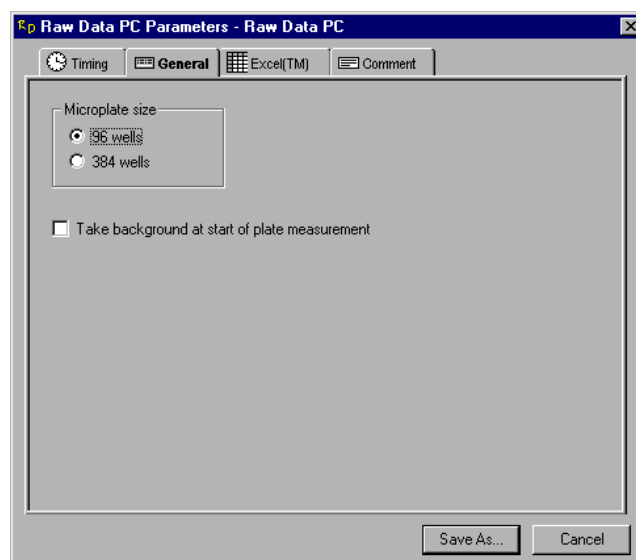 RD Raw Data PC Parameters - Raw Data PC
Timing General Excel(TM) Comment
Microplate size
96 wells
384 wells
Take background at start of plate measurement
Save As... Cancel